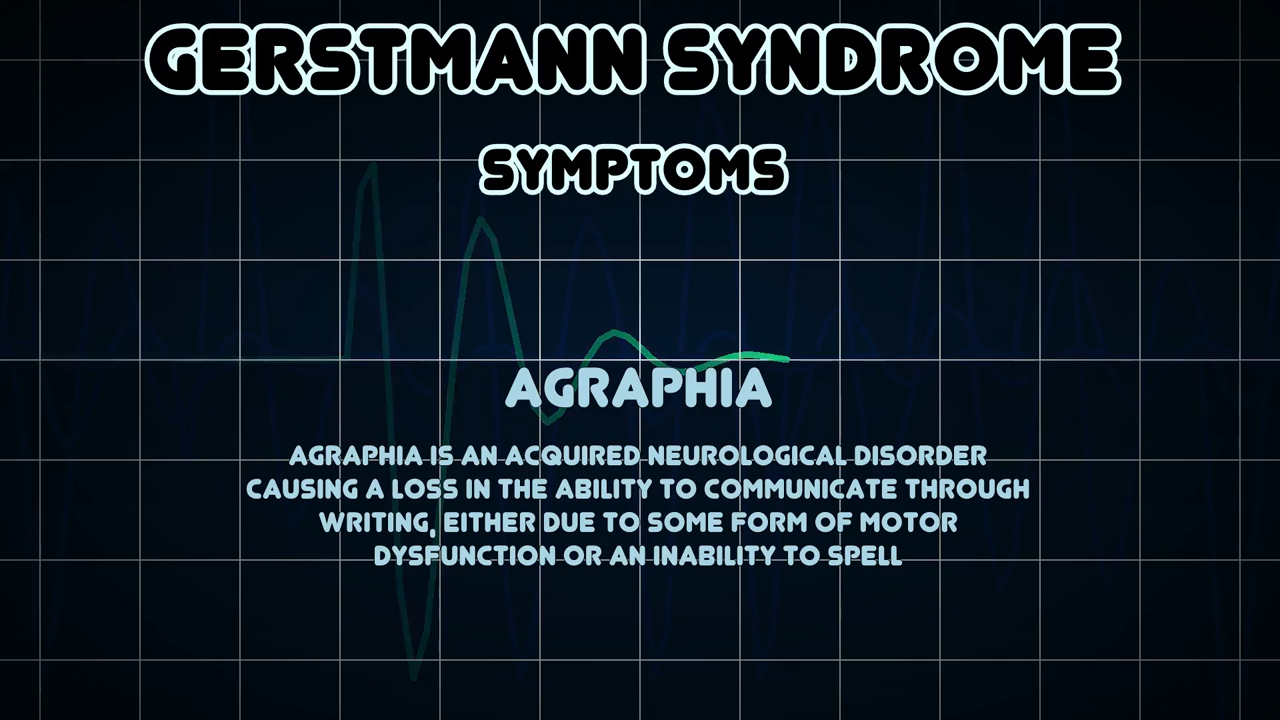 GERSTMANN SYNDROME
SYMPTOMS
AGRAPHIA
AGRAPHIA IS AN ACQUIRED NEUROLOGICAL DISORDER
CAUSING A LOSS IN THE ABILITY TO COMMUNICATE THROUGH
WRITING, EITHER DUE TO SOME FORM OF MOTOR
DYSFUNCTION OR AN INABILITY TO SPELL